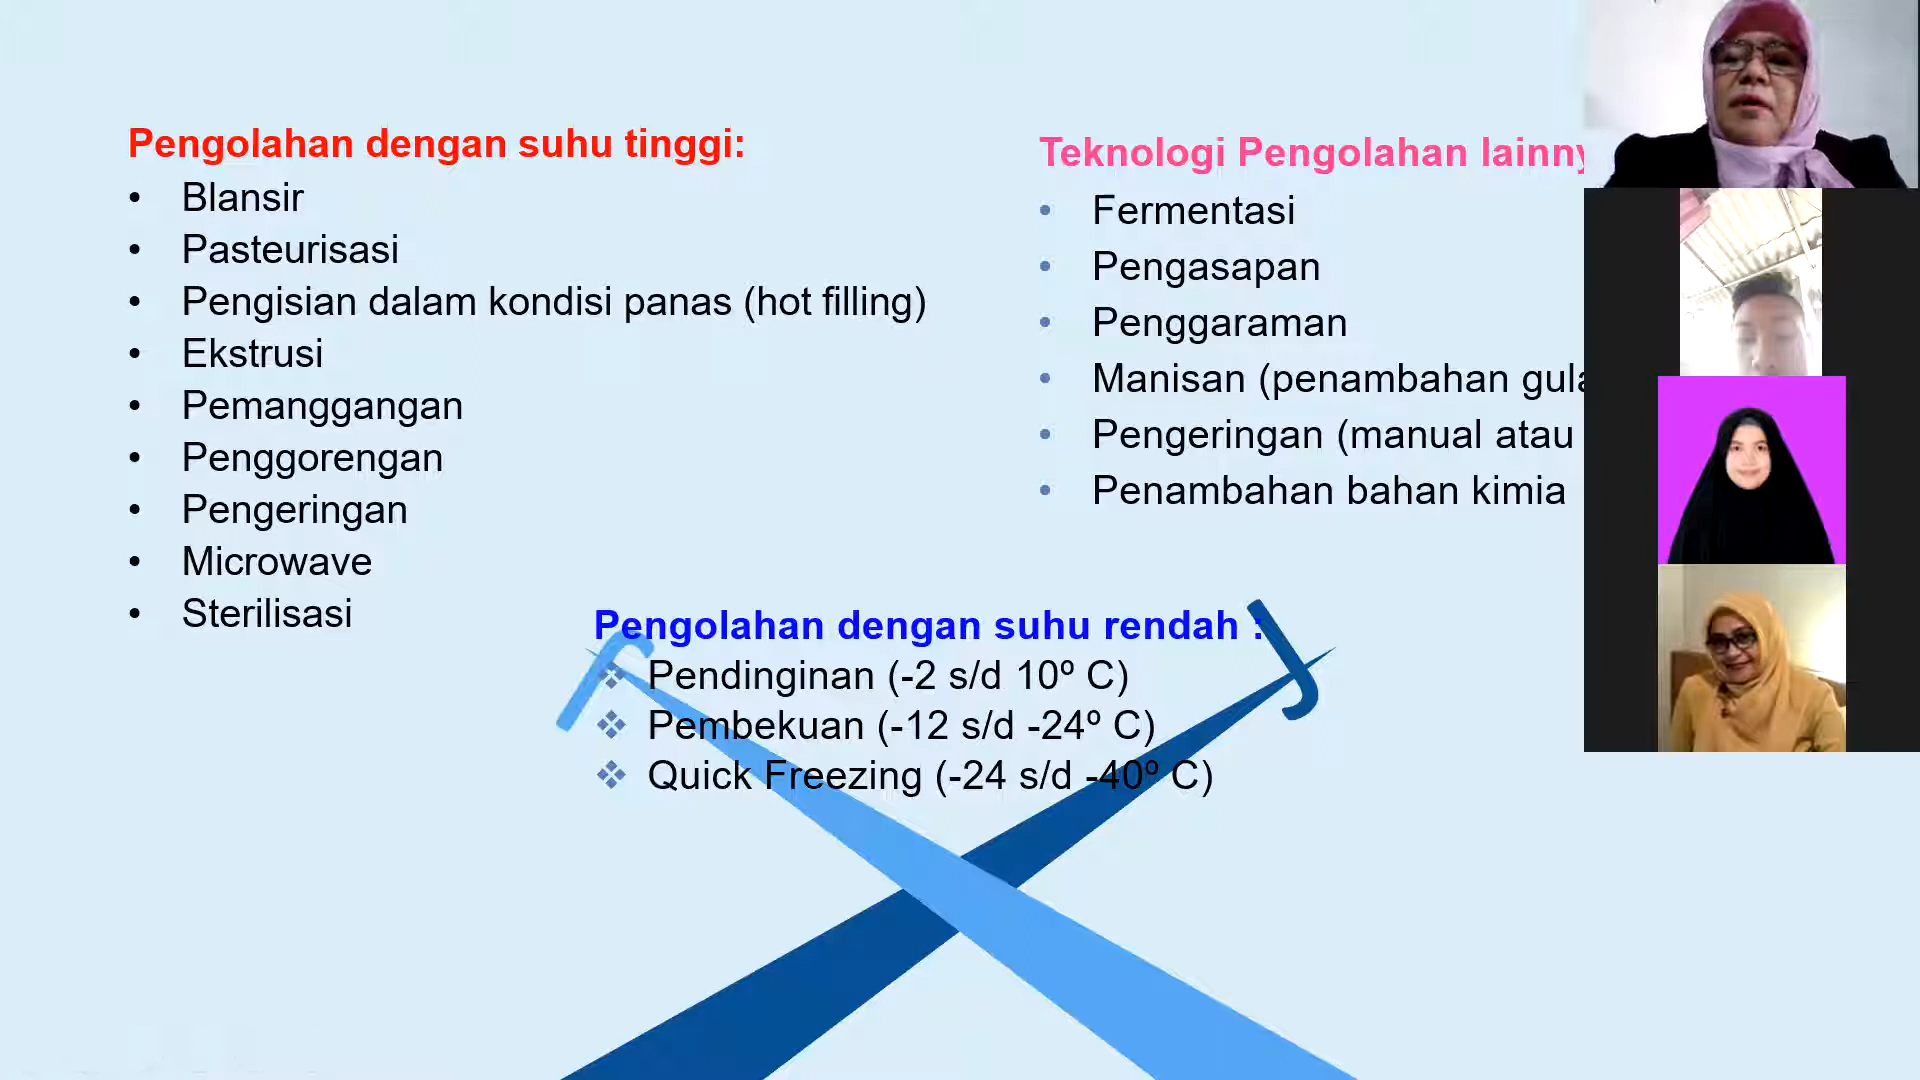 Pengolahan dengan suhu tinggi:
• Blansir
• Pasteurisasi
• Pengisian dalam kondisi panas (hot filling)
• Ekstrusi
• Pemanggangan
• Penggorengan
• Pengeringan
• Microwave
• Sterilisasi
Teknologi Pengolahan lainny
• Fermentasi
• Pengasapan
• Penggaraman
• Manisan (penambahan gula
• Pengeringan (manual atau
• Penambahan bahan kimia
Pengolahan dengan suhu rendah :
❖ Pendinginan (-2 s/d 10º C)
❖ Pembekuan (-12 s/d -24º C)
❖ Quick Freezing (-24 s/d -40º C)